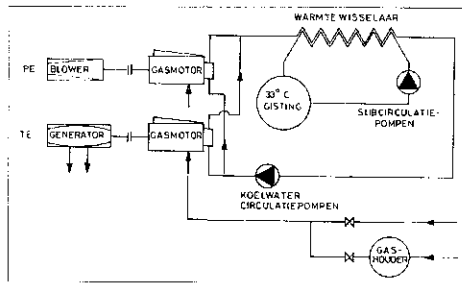 WARMTE WISSELAAR
PE
BLOWER
GASMOTOR
33° C
GISTING
SLIBCIRCULATIE-
POMPEN
TE
GENERATOR
GASMOTOR
KOELWATER
CIRCULATIEPOMPEN
GAS-
HOUDER